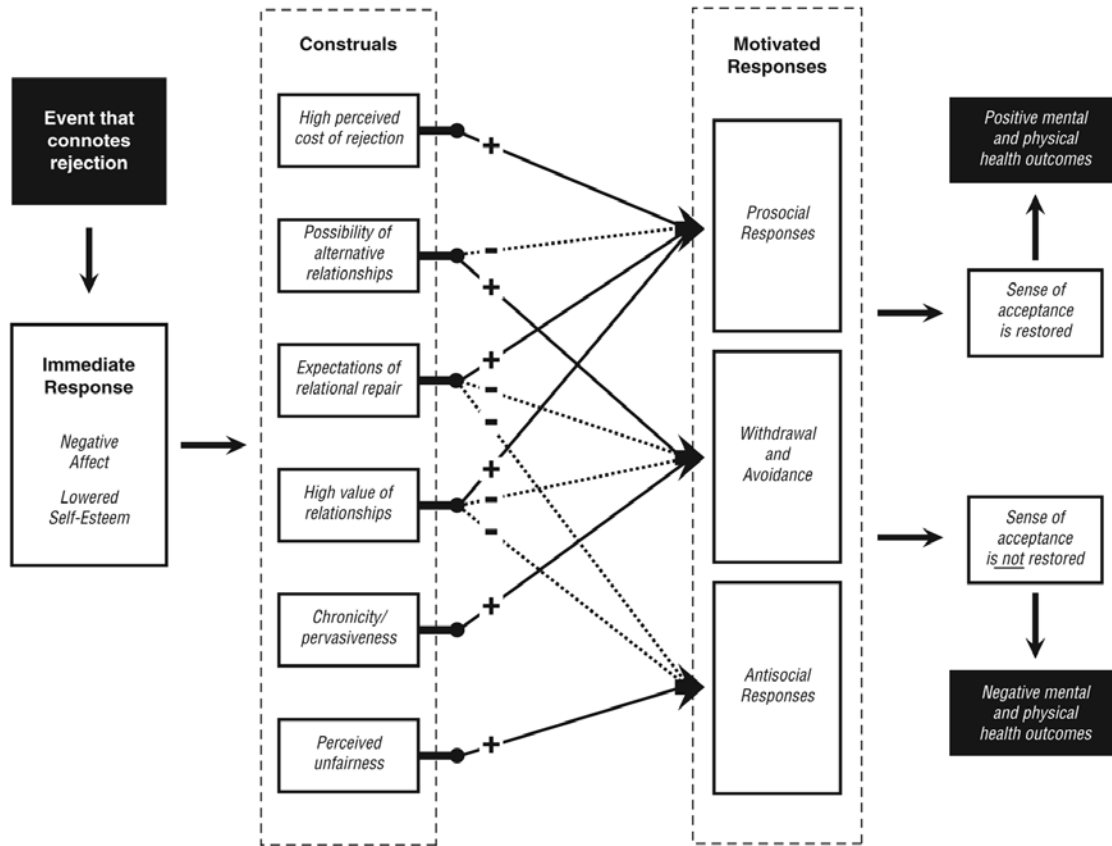 Event that
connotes
rejection
Immediate
Response
Negative
Affect
Lowered
Self-Esteem
Construals
High perceived
cost of rejection
Possibility of
alternative
relationships
Expectations of
relational repair
High value of
relationships
Chronicity/
pervasiveness
Perceived
unfairness
+
-
+
+
-
-
+
-
-
+
+
Motivated
Responses
Prosocial
Responses
Withdrawal
and
Avoidance
Antisocial
Responses
Positive mental
and physical
health outcomes
Sense of
acceptance
is restored
Sense of
acceptance
is not restored
Negative mental
and physical
health outcomes